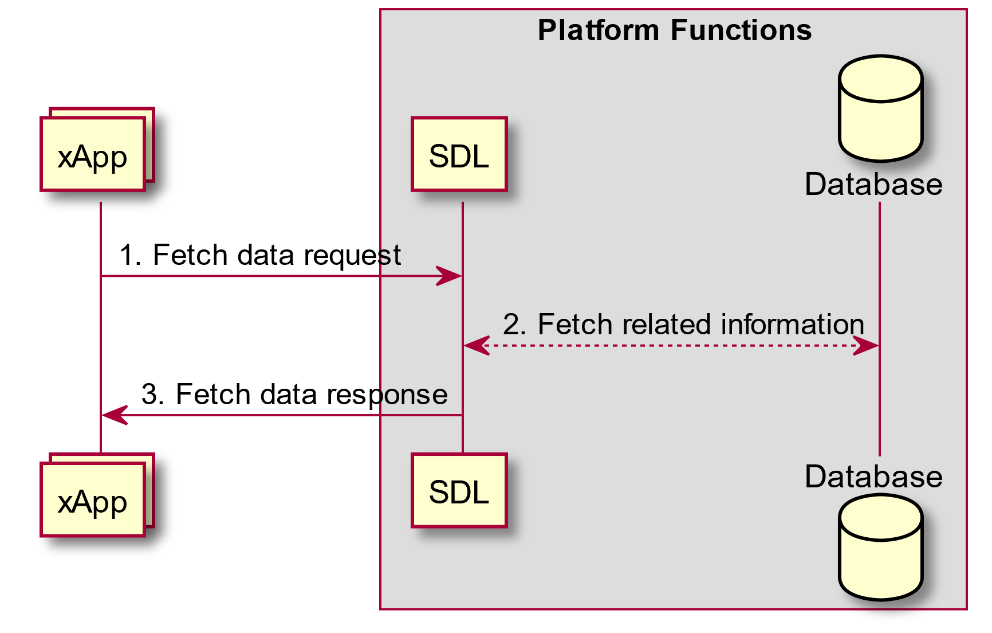 Platform Functions
xApp
SDL
Database
1. Fetch data request
2. Fetch related information
3. Fetch data response
xApp
SDL
Database